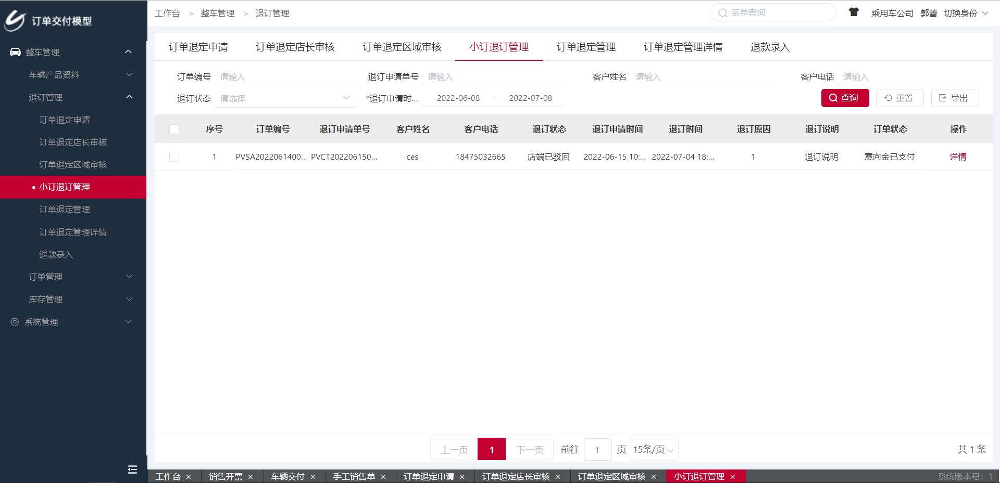 订单交付模型
工作台 > 整车管理 > 退订管理
菜单查询
乘用车公司 郭蕾 切换身份
整车管理
车辆产品资料
退订管理
订单退定申请
订单退定店长审核
订单退定区域审核
小订退订管理
订单退定管理
订单退定管理详情
退款录入
订单管理
库存管理
系统管理
订单退定申请 订单退定店长审核 订单退定区域审核 小订退订管理 订单退定管理 订单退定管理详情 退款录入
订单编号 请输入 退订申请单号 请输入 客户姓名 请输入 客户电话 请输入
退订状态 请选择 *退订申请时... 2022-06-08 - 2022-07-08 查询 重置 导出
序号 订单编号 退订申请单号 客户姓名 客户电话 退订状态 退订申请时间 退订时间 退订原因 退订说明 订单状态 操作
1 PVSA2022061400... PVCT202206150... ces 18475032665 店端已驳回 2022-06-15 10:... 2022-07-04 18:... 1 退订说明 意向金已支付 详情
上一页 1 下一页 前往 1 页 15条/页 共 1 条
工作台 × 销售开票 × 车辆交付 × 手工销售单 × 订单退定申请 × 订单退定店长审核 × 订单退定区域审核 × 小订退订管理 × 系统版本号: 1